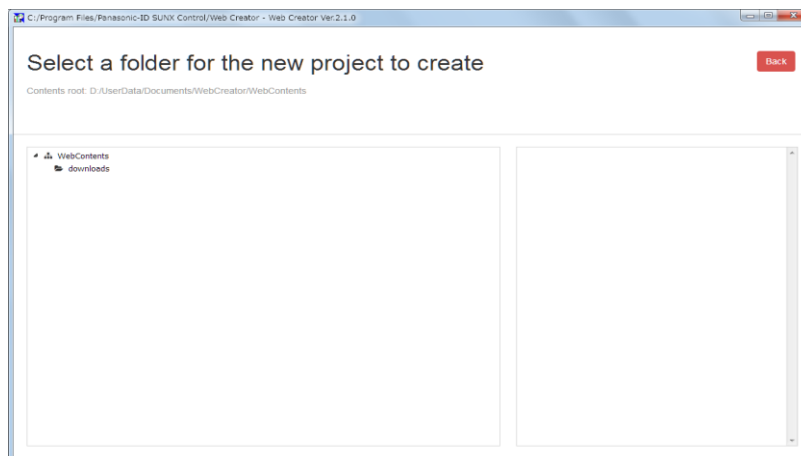 C:/Program Files/Panasonic-ID SUNX Control/Web Creator - Web Creator Ver.2.1.0
Select a folder for the new project to create
Back
Contents root: D:/UserData/Documents/WebCreator/WebContents
WebContents
downloads